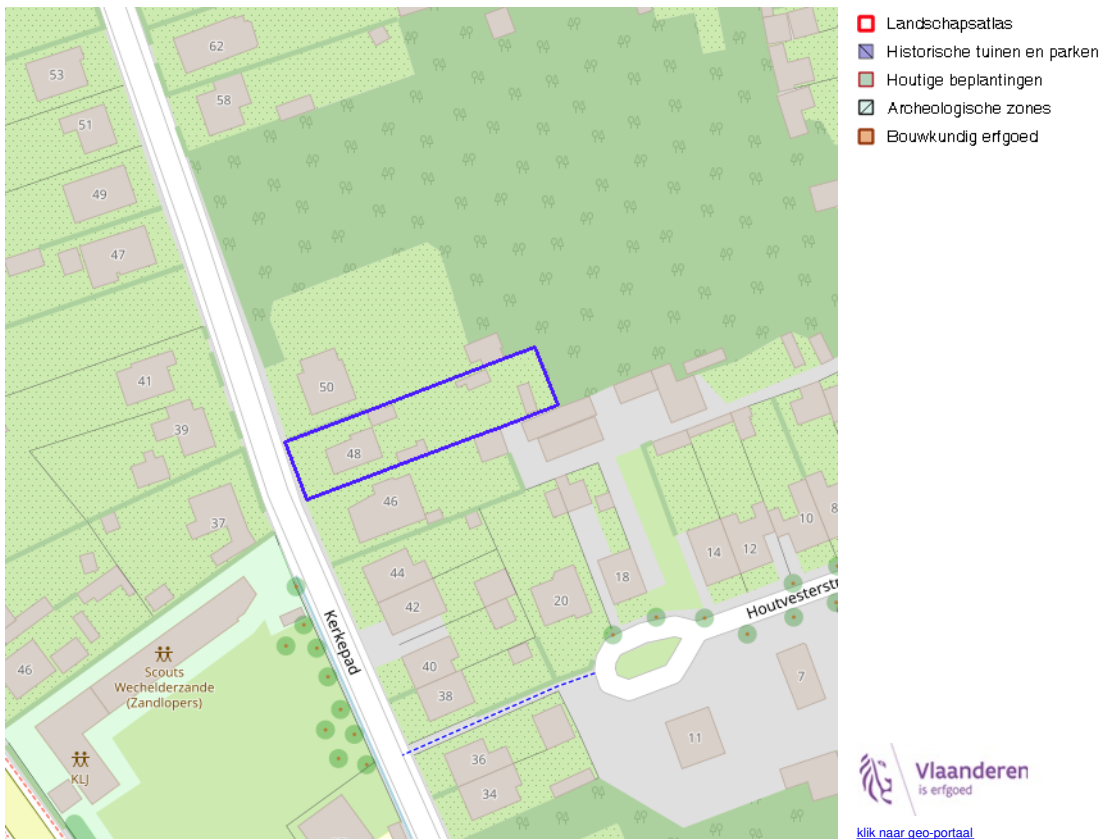 62
53
58
51
49
47
41
50
39
48
46
37
44
42
18
14
12
10
8
20
Houtvesterstr
Kerkepad
40
38
46
Scouts
Wechelderzande
(Zandlopers)
7
11
36
34
KLJ
Landschapsatlas
Historische tuinen en parken
Houtige beplantingen
Archeologische zones
Bouwkundig erfgoed
Vlaanderen
is erfgoed
klik naar geo-portaal